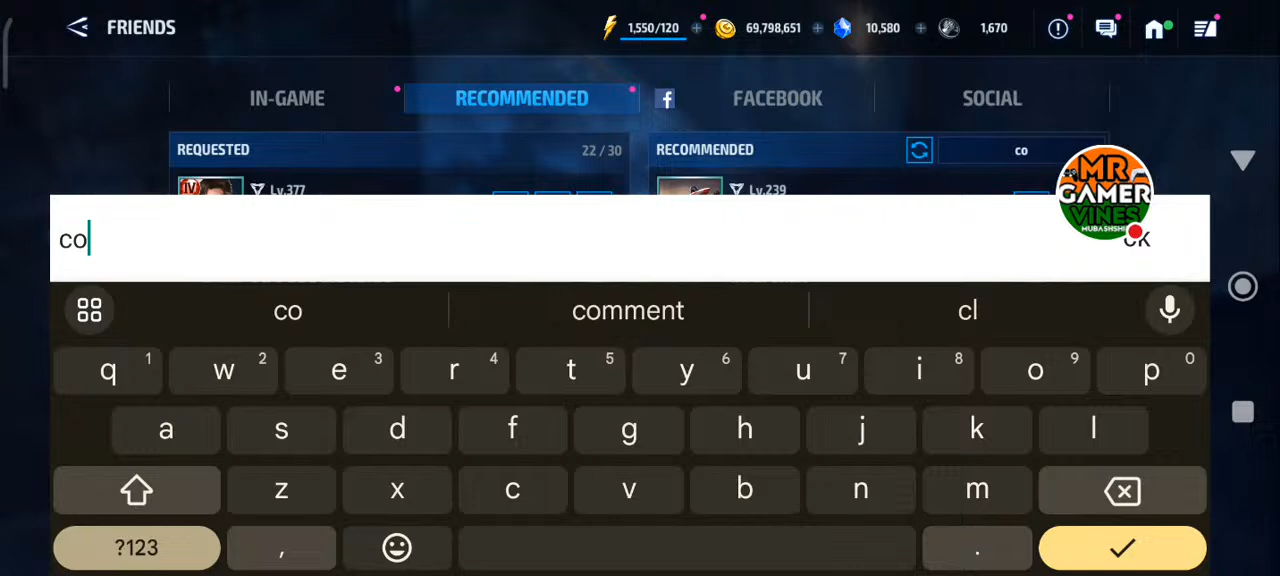 FRIENDS
1,550/120
69,798,651
10,580
1,670
IN-GAME
RECOMMENDED
FACEBOOK
SOCIAL
REQUESTED
22 / 30
RECOMMENDED
co
IV
Lv.377
Lv.239
MR
GAMER
VINES
co
co
comment
cl
q 1 w 2 e 3 r 4 t 5 y 6 u 7 i 8 o 9 p 0
a s d f g h j k l
z x c v b n m
?123 , .